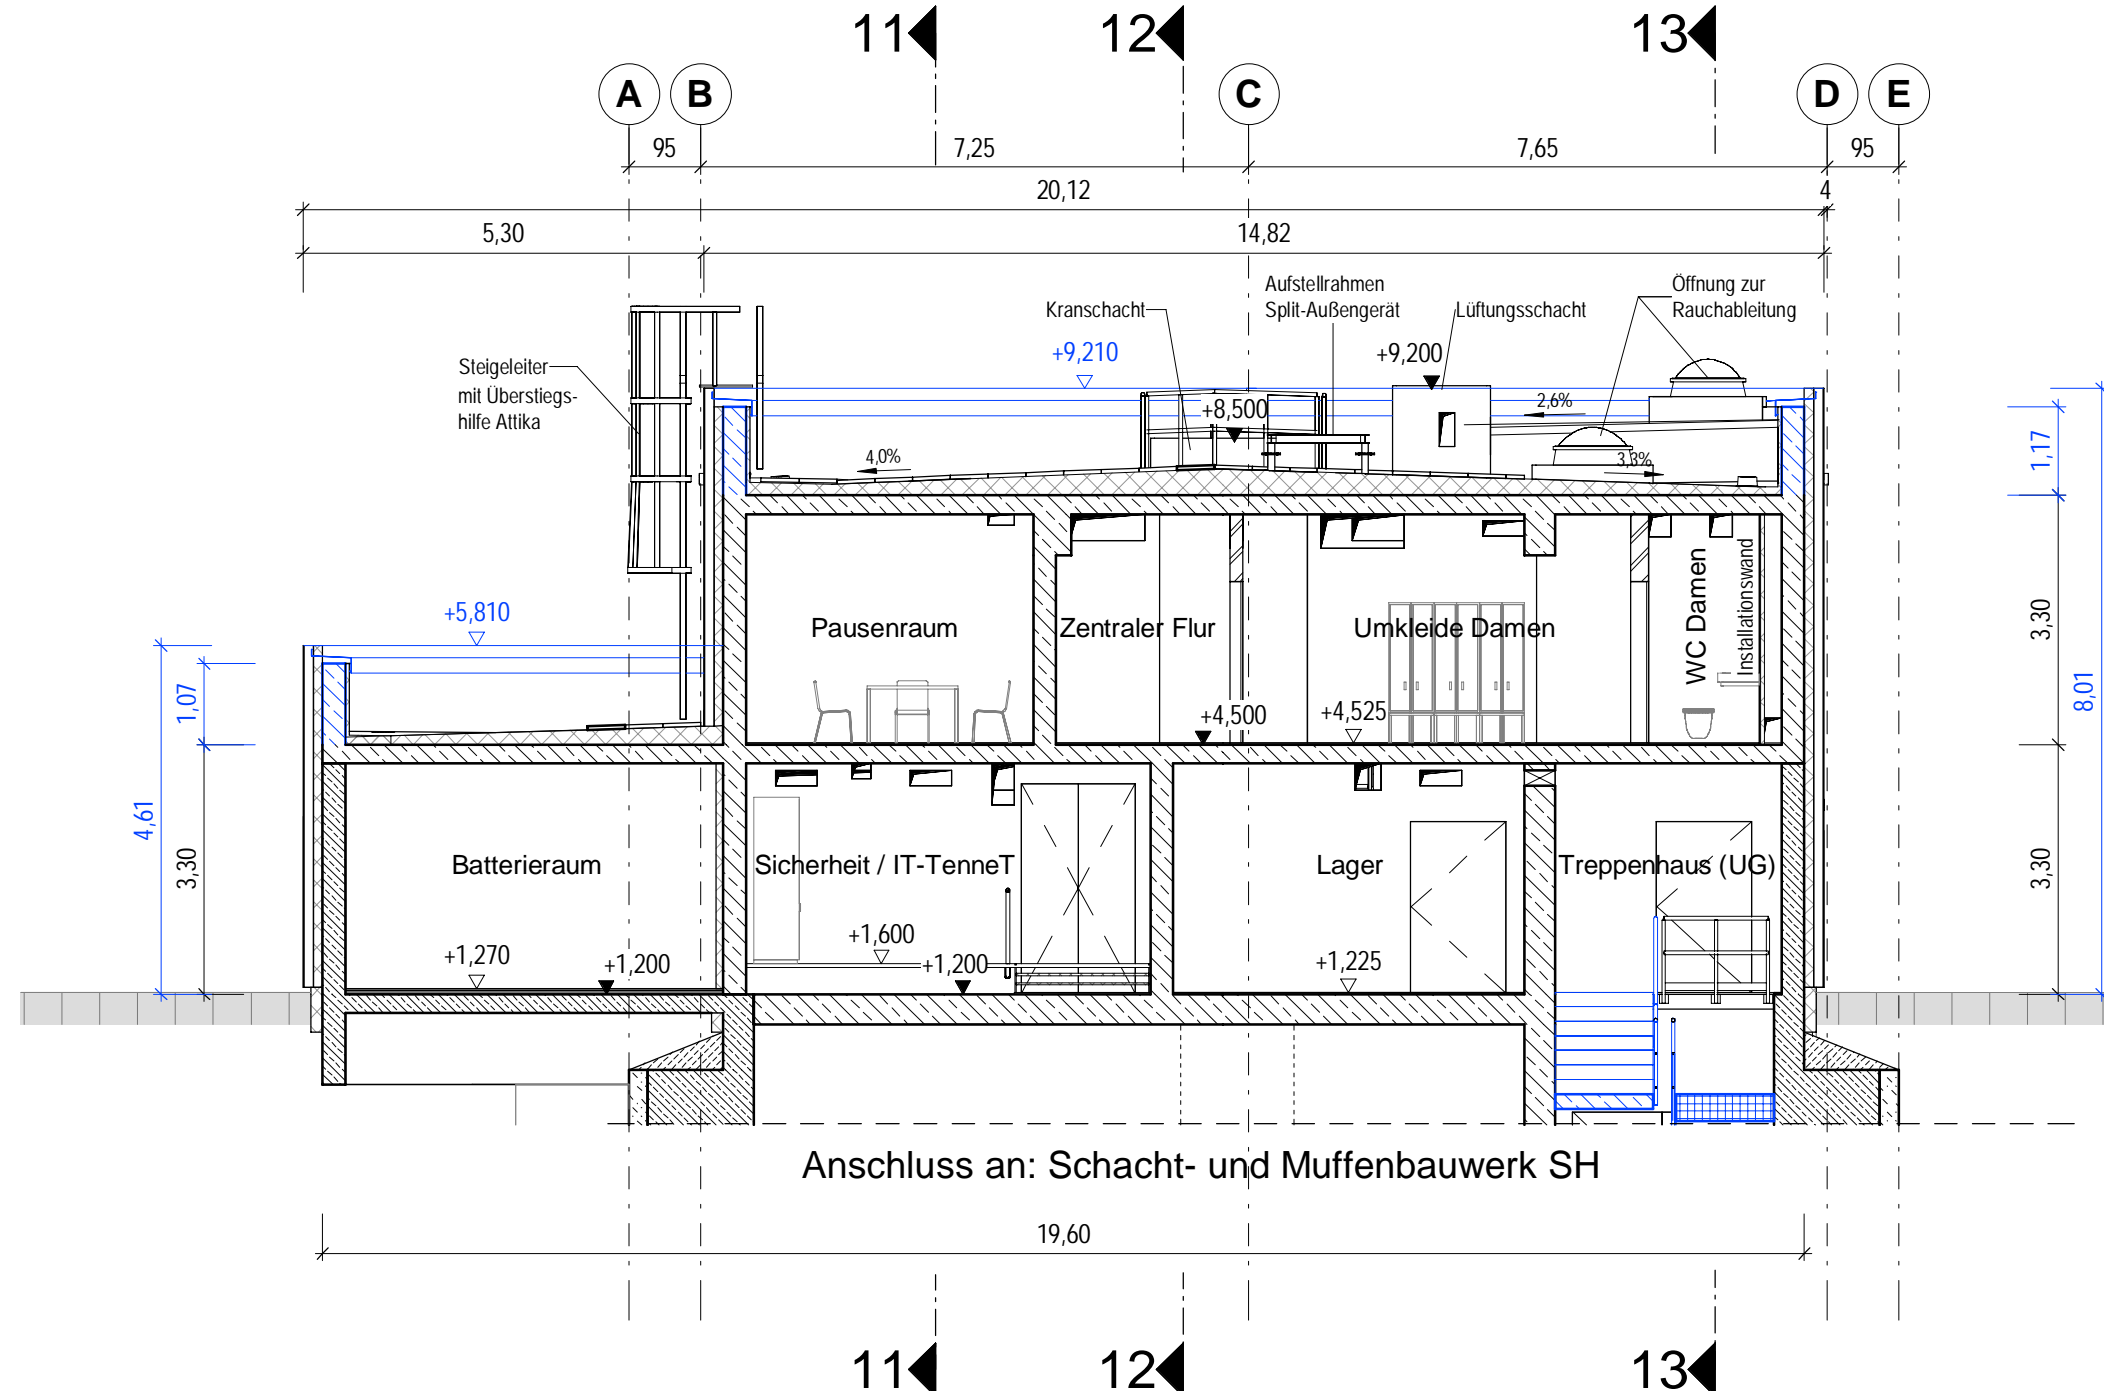 11
12
13
A
B
C
D
E
95
7,25
7,65
95
20,12
4
5,30
14,82
Aufstellrahmen
Split-Außengerät
Öffnung zur
Rauchableitung
Kranschacht
Lüftungsschacht
+9,210
+9,200
Steigeleiter
mit Überstiegs-
hilfe Attika
+8,500
2,6%
4,0%
3,3%
1,17
+5,810
Pausenraum
Zentraler Flur
Umkleide Damen
WC Damen
Installationswand
3,30
1,07
+4,500
+4,525
8,01
4,61
3,30
Batterieraum
Sicherheit / IT-TenneT
Lager
Treppenhaus (UG)
3,30
+1,270
+1,200
+1,600
+1,200
+1,225
Anschluss an: Schacht- und Muffenbauwerk SH
19,60
11
12
13